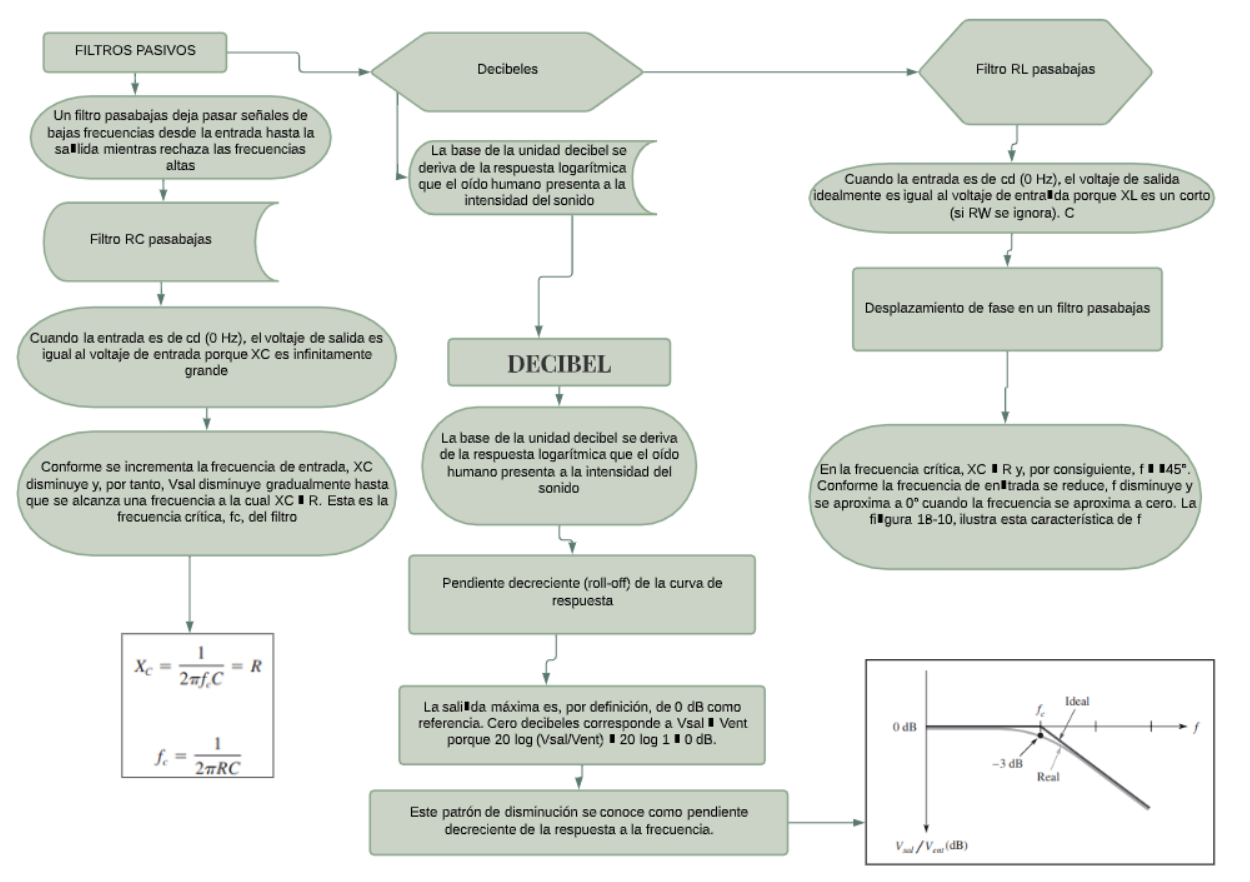 FILTROS PASIVOS
Un filtro pasabajas deja pasar señales de
bajas frecuencias desde la entrada hasta la
sa▮lida mientras rechaza las frecuencias
altas
Filtro RC pasabajas
Cuando la entrada es de cd (0 Hz), el voltaje de salida es
igual al voltaje de entrada porque XC es infinitamente
grande
Conforme se incrementa la frecuencia de entrada, XC
disminuye y, por tanto, Vsal disminuye gradualmente hasta
que se alcanza una frecuencia a la cual XC ▮ R. Esta es la
frecuencia crítica, fc, del filtro
X_C = 1 / (2πf_cC) = R
f_c = 1 / (2πRC)
Decibeles
La base de la unidad decibel se
deriva de la respuesta logarítmica
que el oído humano presenta a la
intensidad del sonido
DECIBEL
La base de la unidad decibel se deriva
de la respuesta logarítmica que el oído
humano presenta a la intensidad del
sonido
Pendiente decreciente (roll-off) de la curva de
respuesta
La sali▮da máxima es, por definición, de 0 dB como
referencia. Cero decibeles corresponde a Vsal ▮ Vent
porque 20 log (Vsal/Vent) ▮ 20 log 1 ▮ 0 dB.
Este patrón de disminución se conoce como pendiente
decreciente de la respuesta a la frecuencia.
Filtro RL pasabajas
Cuando la entrada es de cd (0 Hz), el voltaje de salida
idealmente es igual al voltaje de entra▮da porque XL es un corto
(si RW se ignora). C
Desplazamiento de fase en un filtro pasabajas
En la frecuencia crítica, XC ▮ R y, por consiguiente, f ▮ ▮45°.
Conforme la frecuencia de en▮trada se reduce, f disminuye y
se aproxima a 0° cuando la frecuencia se aproxima a cero. La
fi▮gura 18-10, ilustra esta característica de f
f_c
Ideal
0 dB
f
−3 dB
Real
V_sal / V_ent (dB)